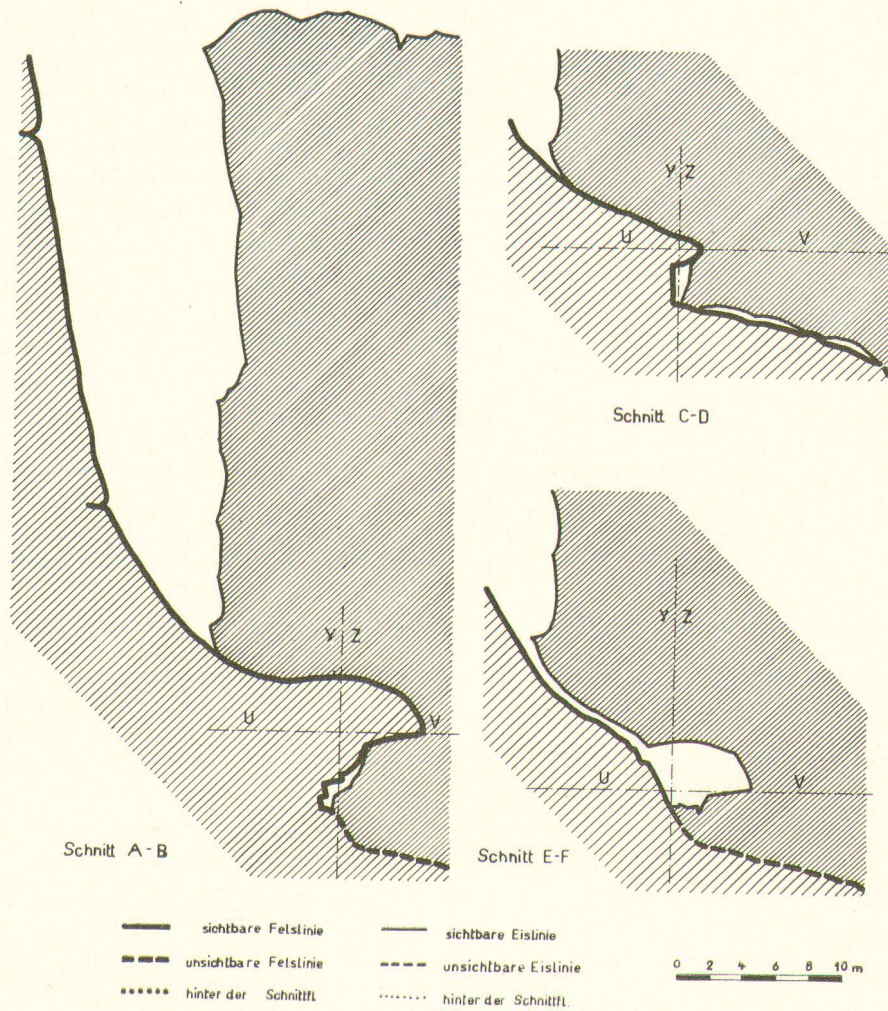 Y Z
U V
Schnitt C-D
Y Z
U V
Schnitt A-B
Y Z
U V
Schnitt E-F
sichtbare Felslinie
unsichtbare Felslinie
hinter der Schnittfl.
sichtbare Eislinie
unsichtbare Eislinie
hinter der Schnittfl.
0 2 4 6 8 10 m